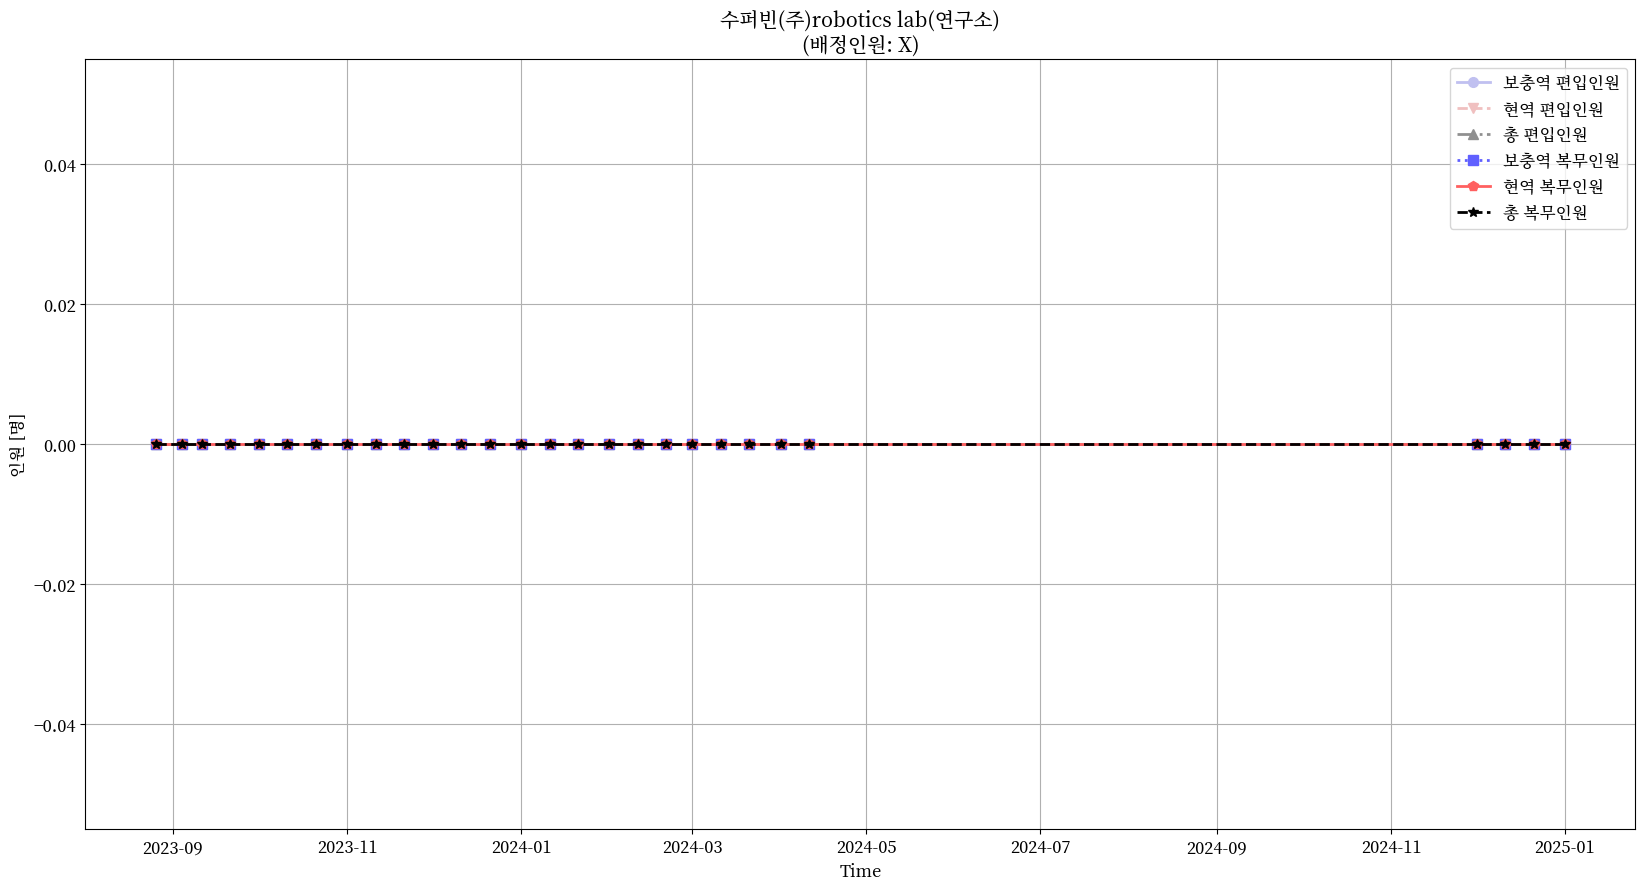 수퍼빈(주)robotics lab(연구소)
(배정인원: X)
보충역 편입인원
현역 편입인원
총 편입인원
보충역 복무인원
현역 복무인원
총 복무인원
인원 [명]
0.04
0.02
0.00
−0.02
−0.04
2023-09
2023-11
2024-01
2024-03
2024-05
2024-07
2024-09
2024-11
2025-01
Time